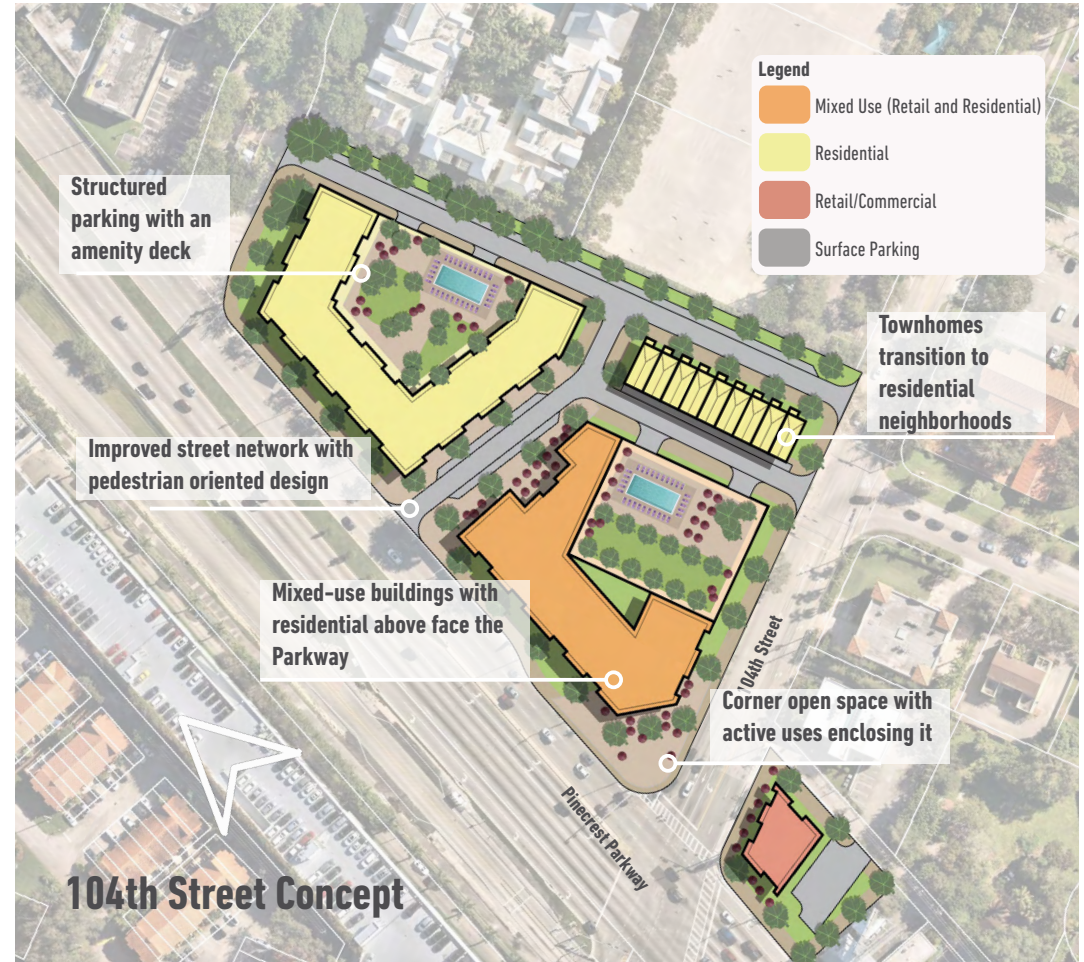 Legend
Mixed Use (Retail and Residential)
Residential
Retail/Commercial
Surface Parking
Structured
parking with an
amenity deck
Townhomes
transition to
residential
neighborhoods
Improved street network with
pedestrian oriented design
Mixed-use buildings with
residential above face the
Parkway
104th Street
Corner open space with
active uses enclosing it
Pinecrest Parkway
104th Street Concept